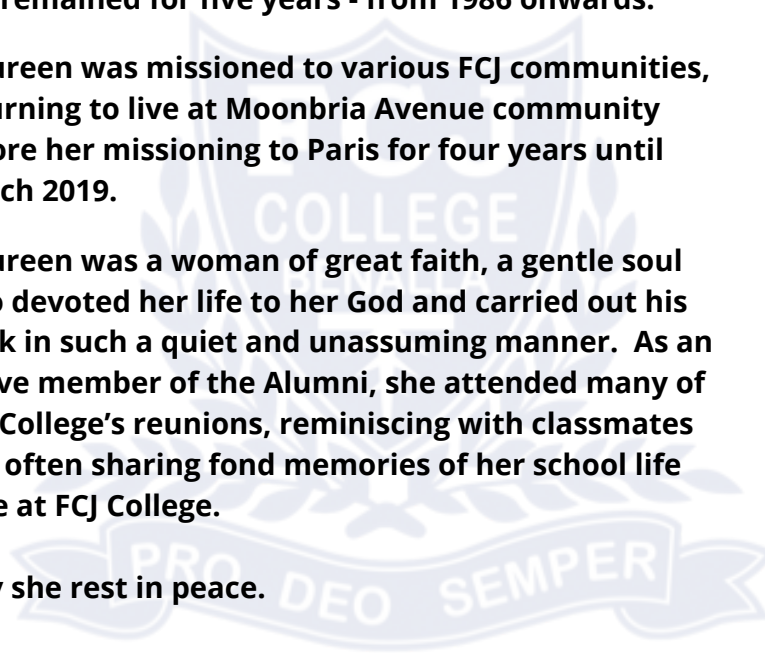 remained for five years - from 1986 onwards.
ureen was missioned to various FCJ communities,
urning to live at Moonbria Avenue community
ore her missioning to Paris for four years until
ch 2019.
ureen was a woman of great faith, a gentle soul
o devoted her life to her God and carried out his
k in such a quiet and unassuming manner. As an
ve member of the Alumni, she attended many of
College’s reunions, reminiscing with classmates
often sharing fond memories of her school life
e at FCJ College.
y she rest in peace.
FCJ
COLLEGE
BENALLA
PRO DEO SEMPER